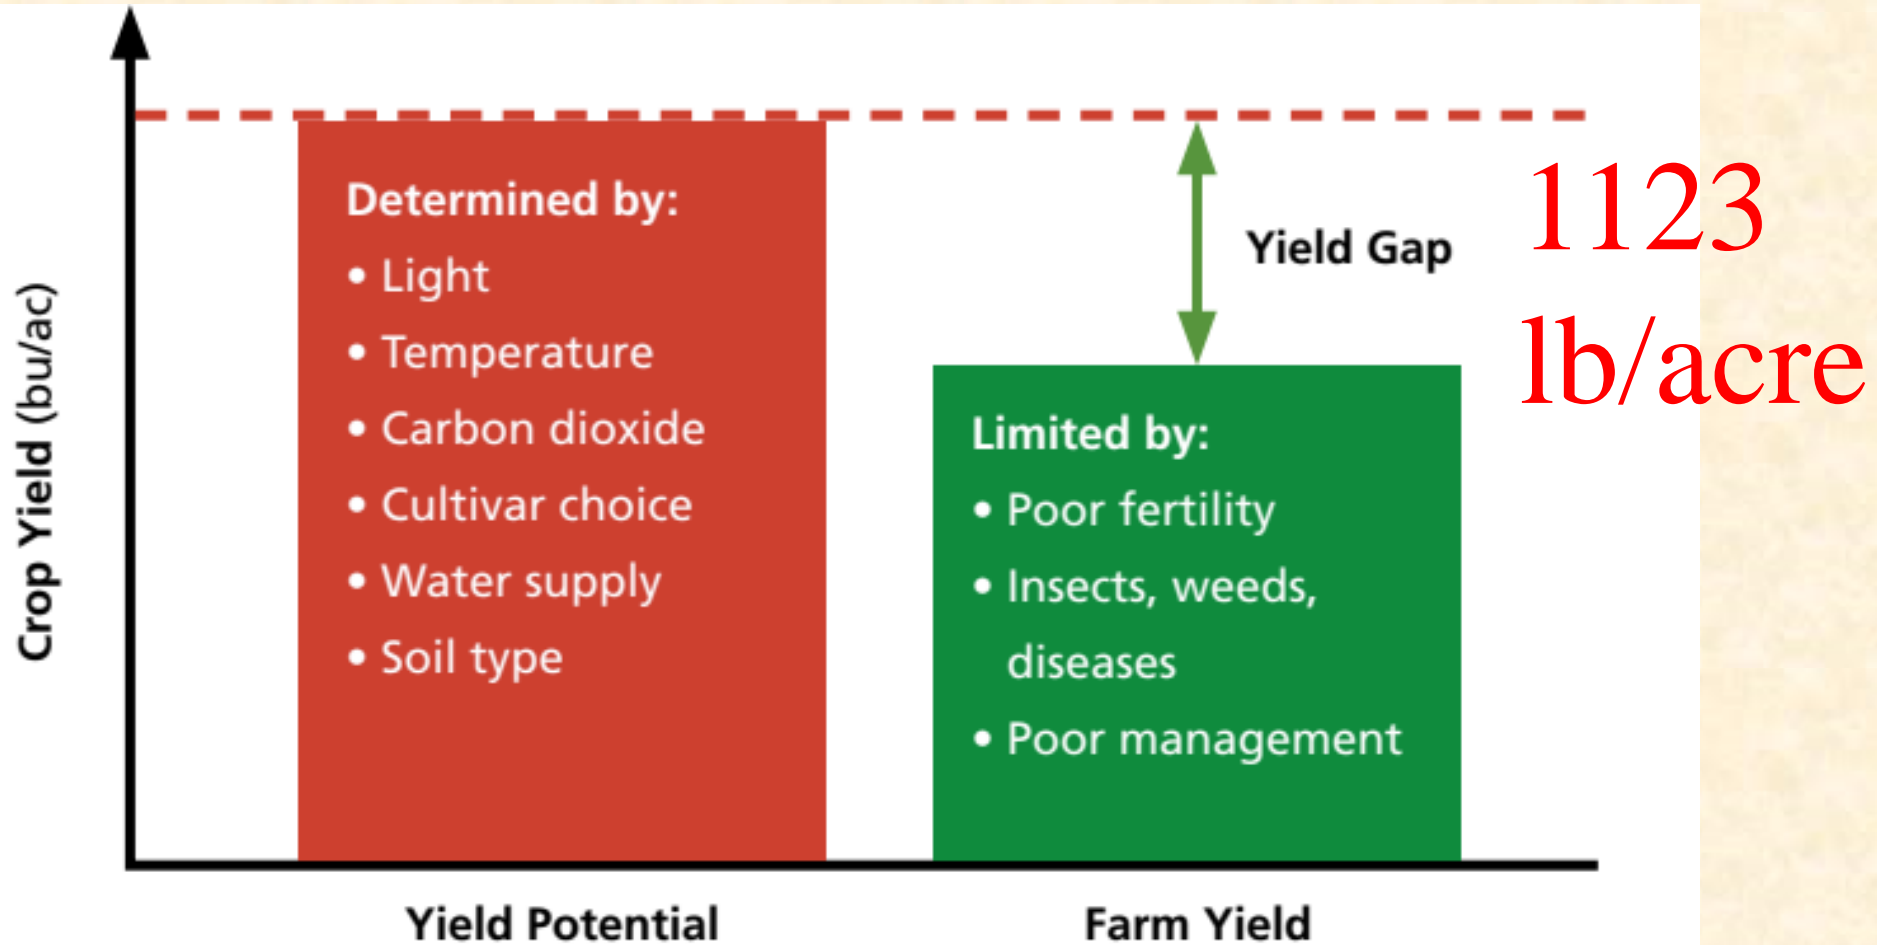 Crop Yield (bu/ac)
Determined by:
• Light
• Temperature
• Carbon dioxide
• Cultivar choice
• Water supply
• Soil type
Yield Gap
1123
lb/acre
Limited by:
• Poor fertility
• Insects, weeds,
diseases
• Poor management
Yield Potential
Farm Yield